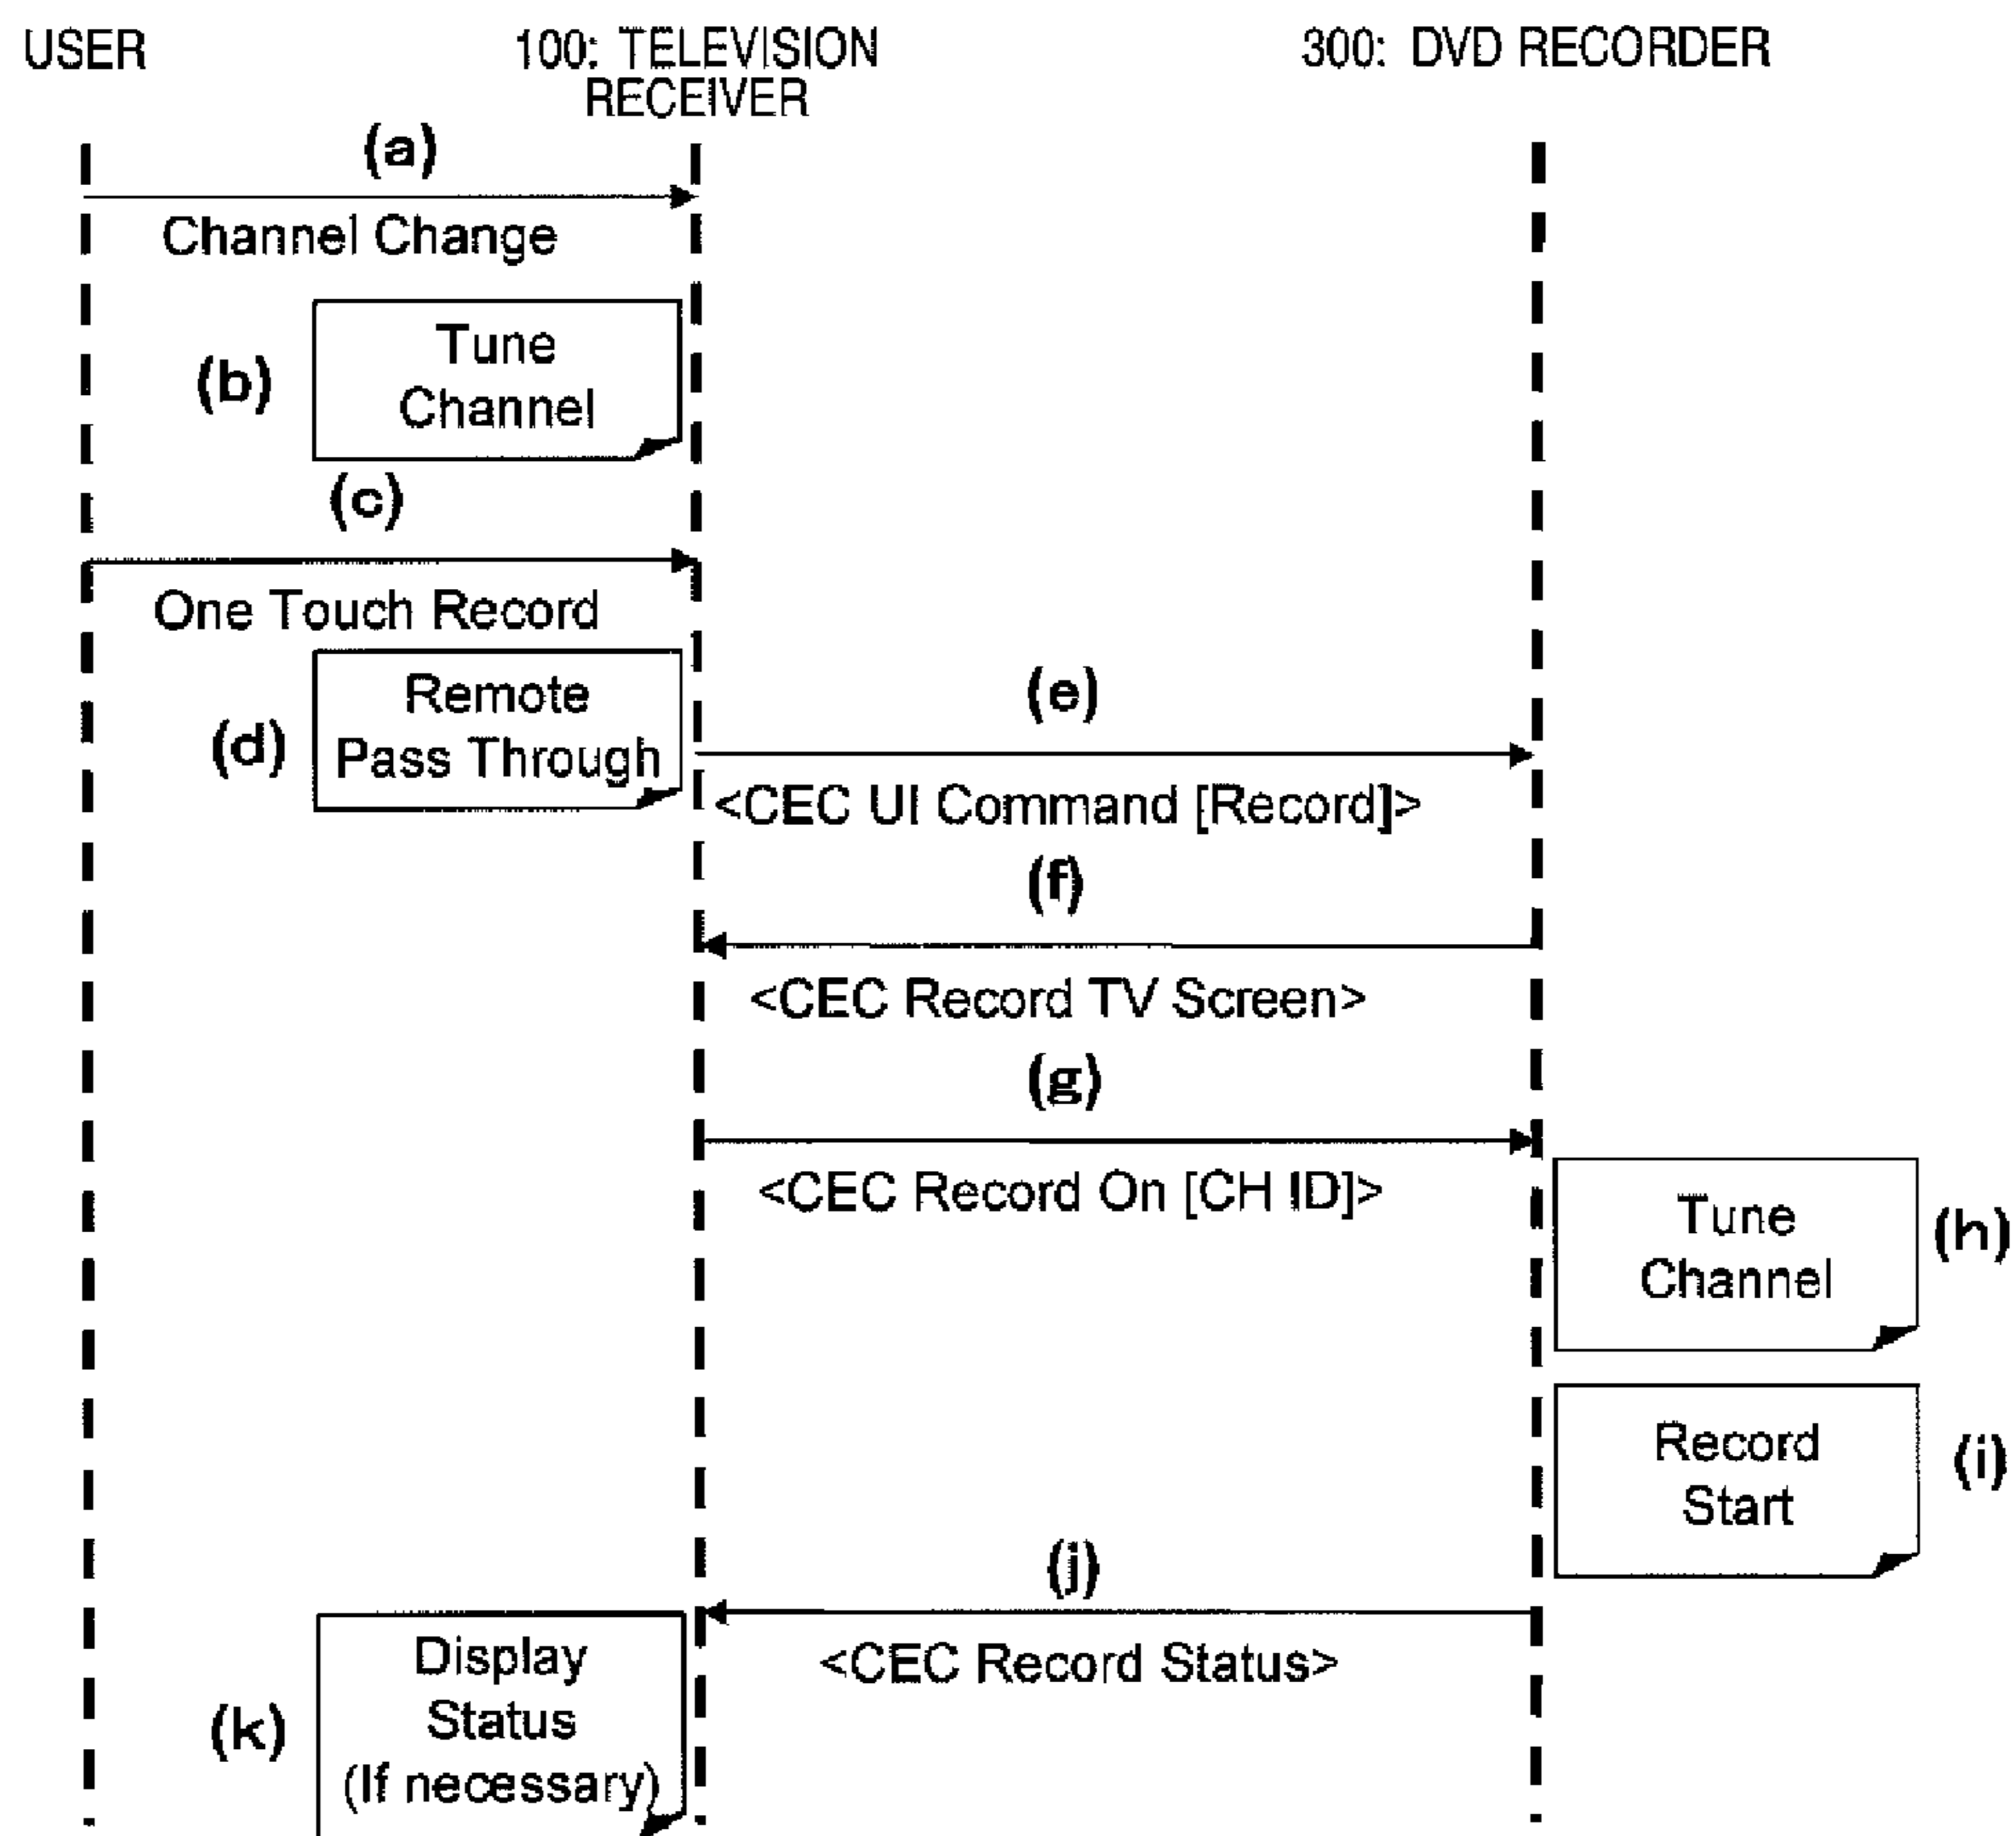 USER
100: TELEVISION
RECEIVER
300: DVD RECORDER
(a)
Channel Change
(b)
Tune
Channel
(c)
One Touch Record
(d)
Remote
Pass Through
(e)
<CEC UI Command [Record]>
(f)
<CEC Record TV Screen>
(g)
<CEC Record On [CH ID]>
Tune
Channel
(h)
Record
Start
(i)
(j)
<CEC Record Status>
(k)
Display
Status
(If necessary)